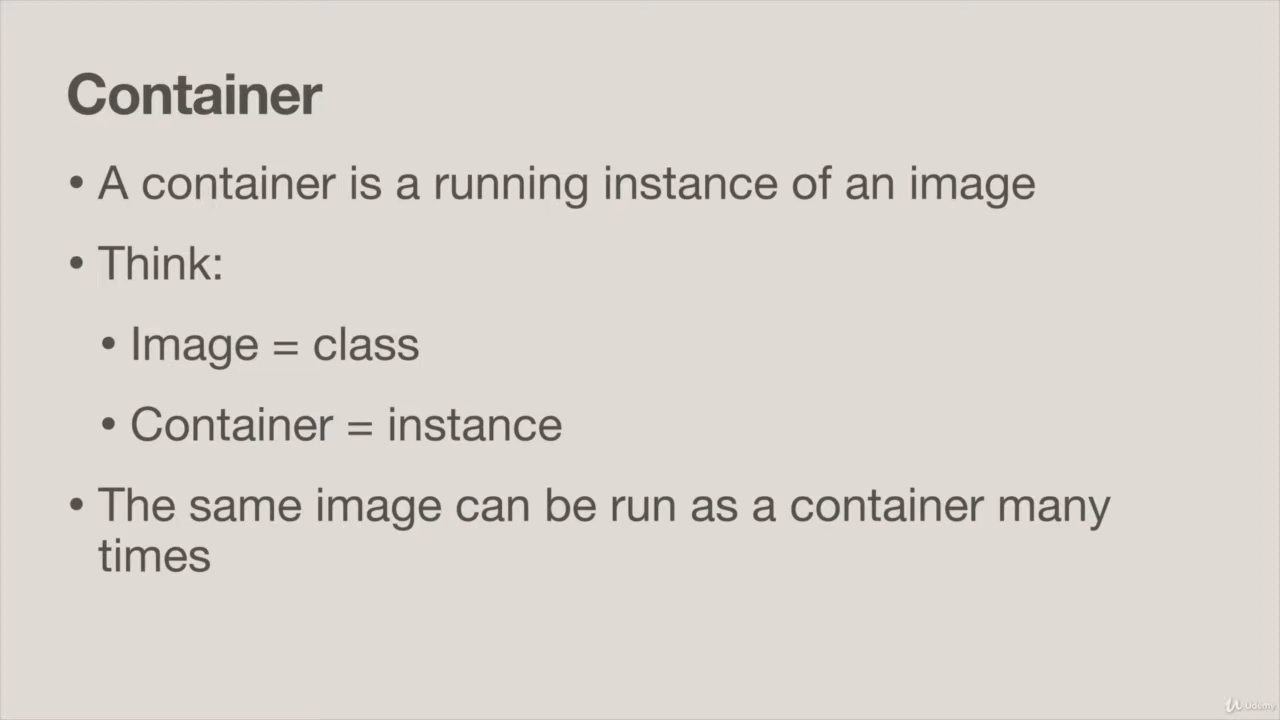 Container
• A container is a running instance of an image
• Think:
• Image = class
• Container = instance
• The same image can be run as a container many
times
Udemy